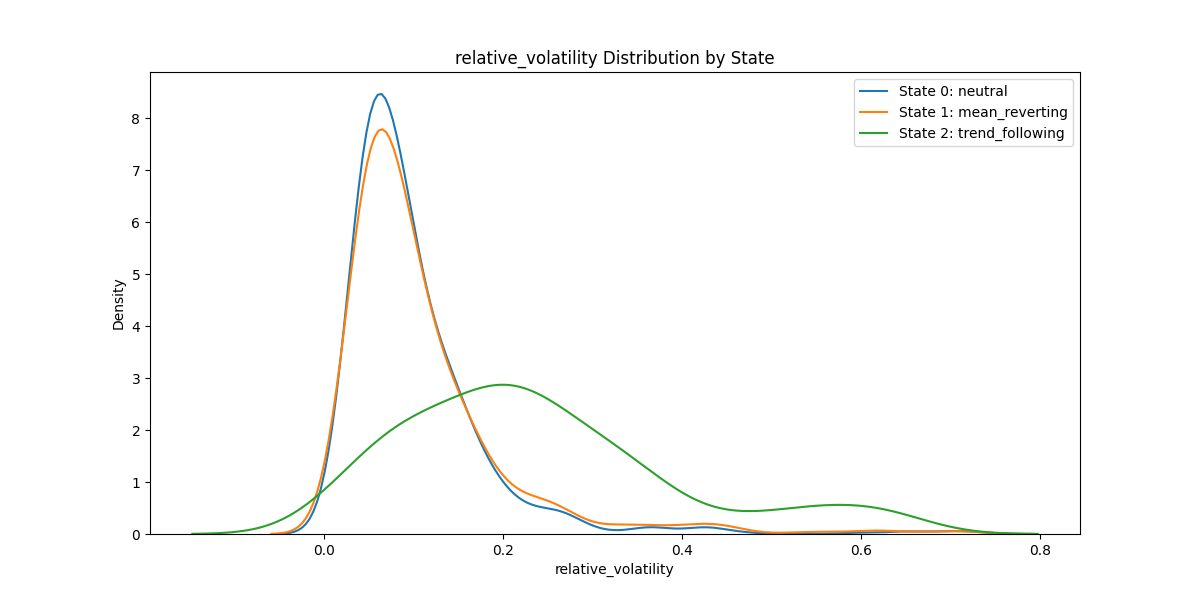 relative_volatility Distribution by State
State 0: neutral
State 1: mean_reverting
State 2: trend_following
Density
8
7
6
5
4
3
2
1
0
0.0 0.2 0.4 0.6 0.8
relative_volatility